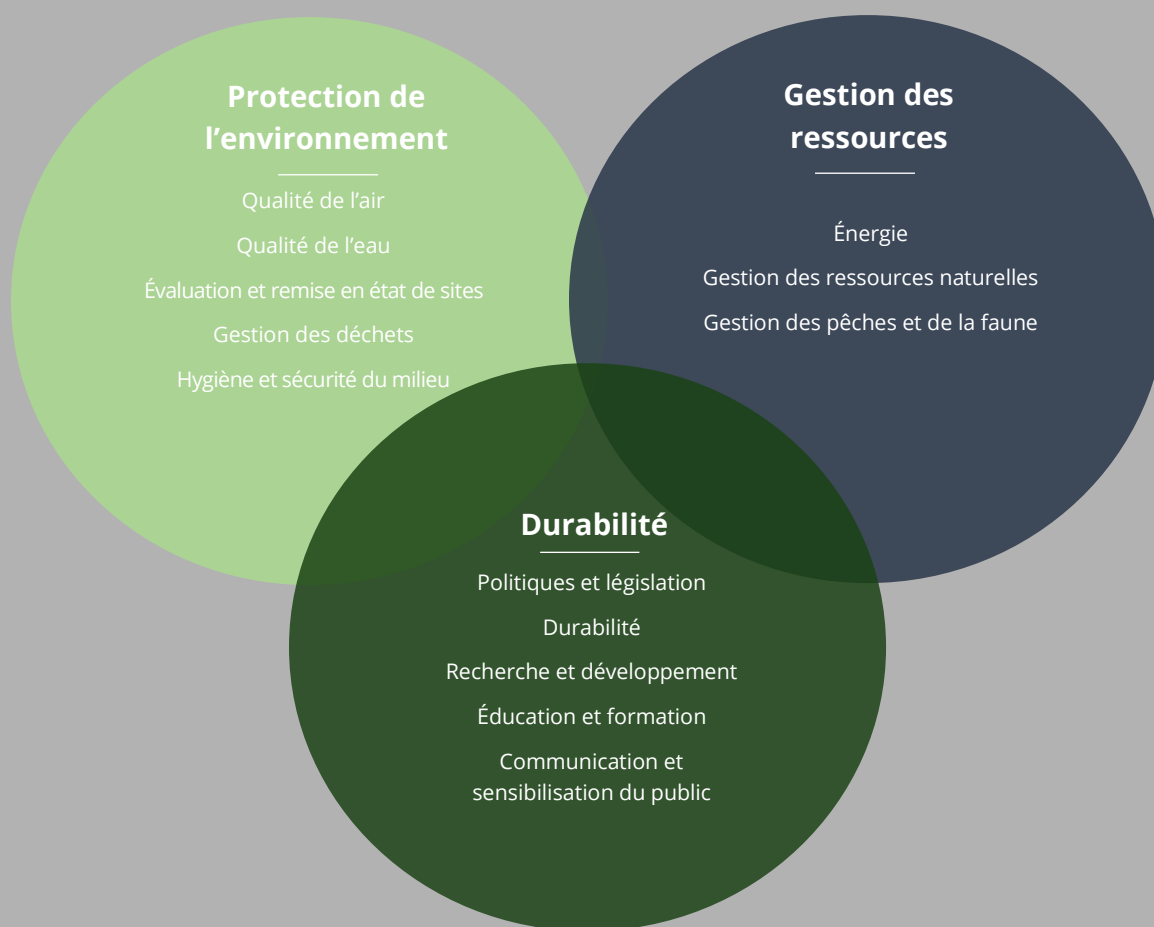 Protection de
l’environnement
Qualité de l’air
Qualité de l’eau
Évaluation et remise en état de sites
Gestion des déchets
Hygiène et sécurité du milieu
Gestion des
ressources
Énergie
Gestion des ressources naturelles
Gestion des pêches et de la faune
Durabilité
Politiques et législation
Durabilité
Recherche et développement
Éducation et formation
Communication et
sensibilisation du public